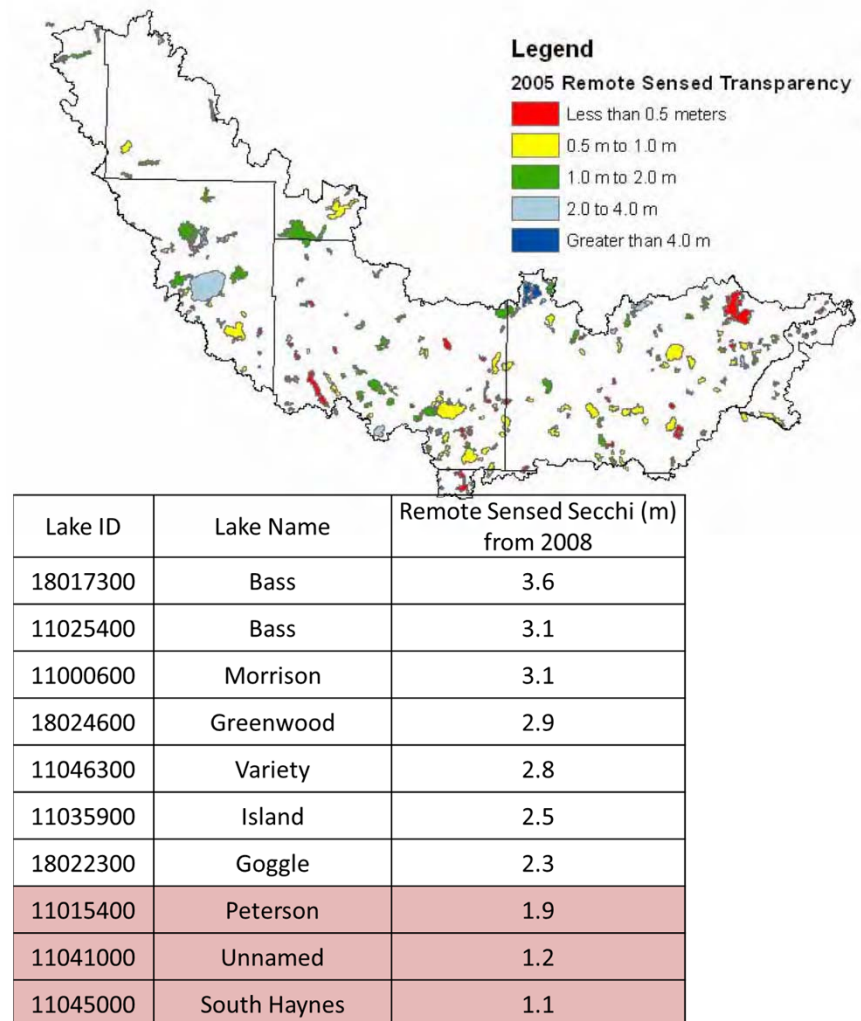 Legend
2005 Remote Sensed Transparency
Less than 0.5 meters
0.5 m to 1.0 m
1.0 m to 2.0 m
2.0 to 4.0 m
Greater than 4.0 m
Lake ID Lake Name Remote Sensed Secchi (m)
from 2008
18017300 Bass 3.6
11025400 Bass 3.1
11000600 Morrison 3.1
18024600 Greenwood 2.9
11046300 Variety 2.8
11035900 Island 2.5
18022300 Goggle 2.3
11015400 Peterson 1.9
11041000 Unnamed 1.2
11045000 South Haynes 1.1